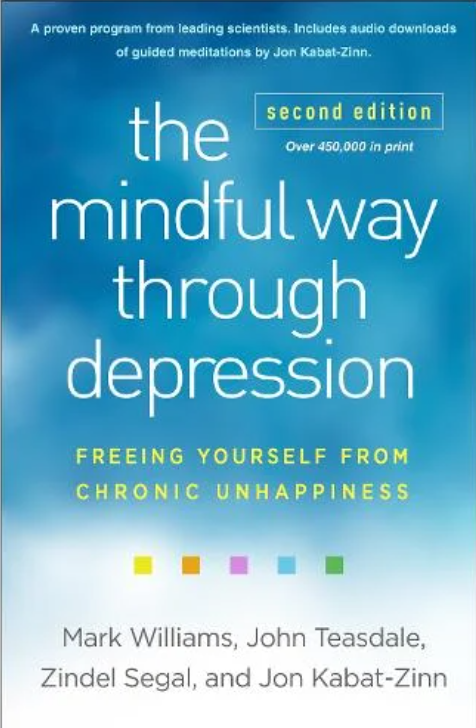 A proven program from leading scientists. Includes audio downloads
of guided meditations by Jon Kabat-Zinn.
second edition
Over 450,000 in print
the
mindful way
through
depression
FREEING YOURSELF FROM
CHRONIC UNHAPPINESS
Mark Williams, John Teasdale,
Zindel Segal, and Jon Kabat-Zinn